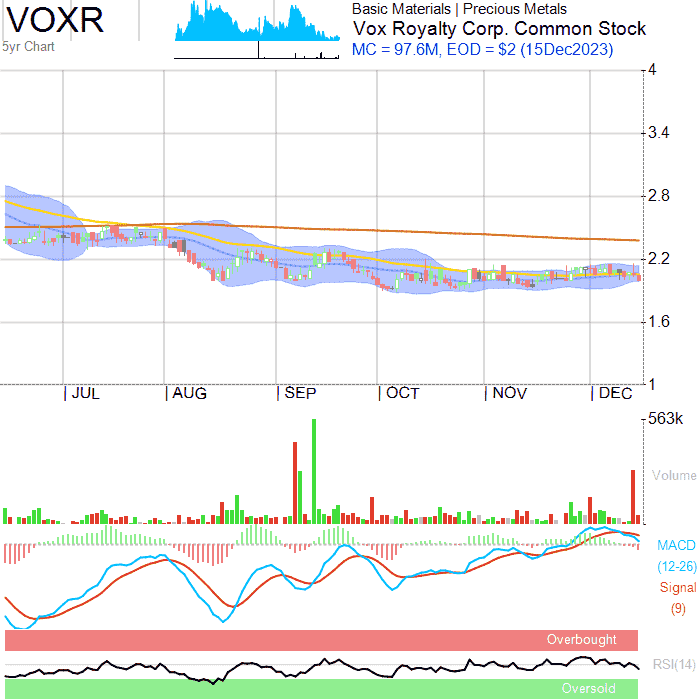 VOXR
5yr Chart
Basic Materials | Precious Metals
Vox Royalty Corp. Common Stock
MC = 97.6M, EOD = $2 (15Dec2023)
4
3.4
2.8
2.2
1.6
1
JUL AUG SEP OCT NOV DEC
563k
Volume
MACD
(12-26)
Signal
(9)
Overbought
RSI(14)
Oversold